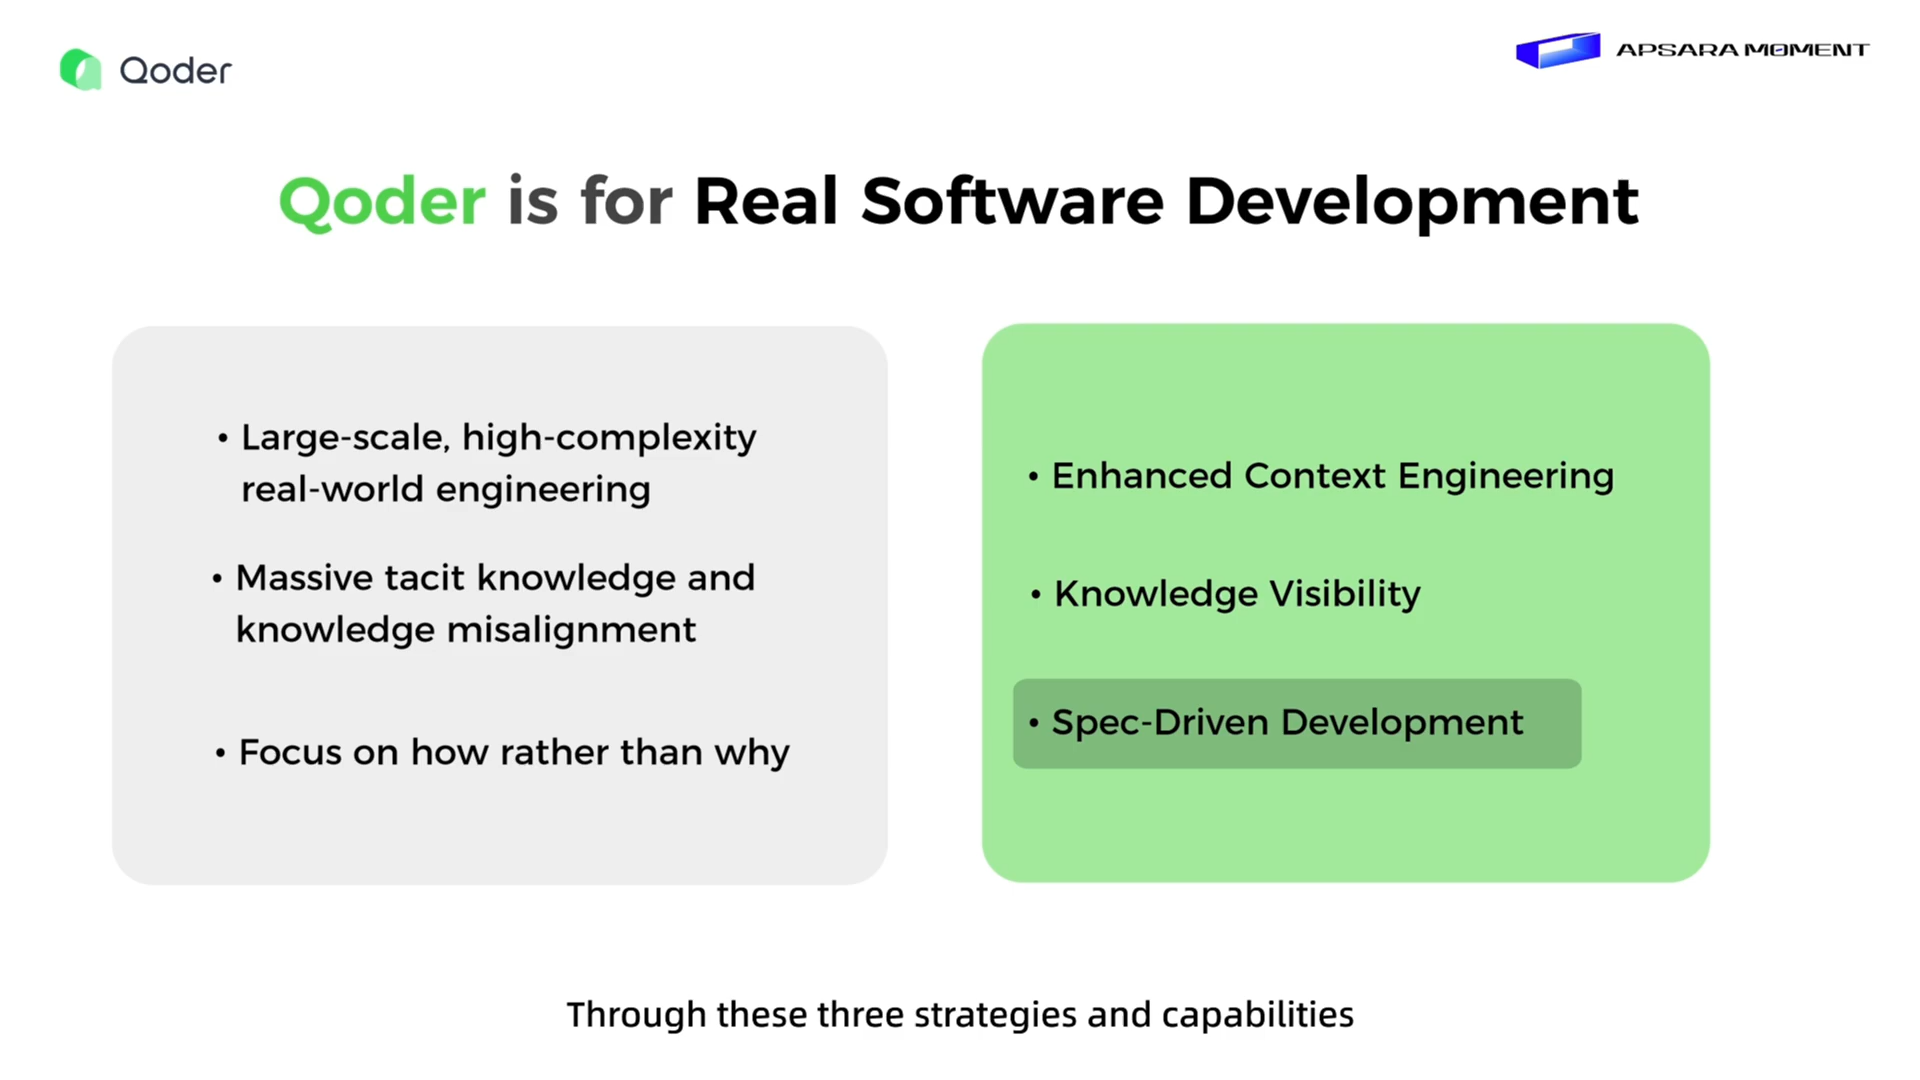 Qoder
APSARA MOMENT
Qoder is for Real Software Development
• Large-scale, high-complexity
real-world engineering
• Massive tacit knowledge and
knowledge misalignment
• Focus on how rather than why
• Enhanced Context Engineering
• Knowledge Visibility
• Spec-Driven Development
Through these three strategies and capabilities